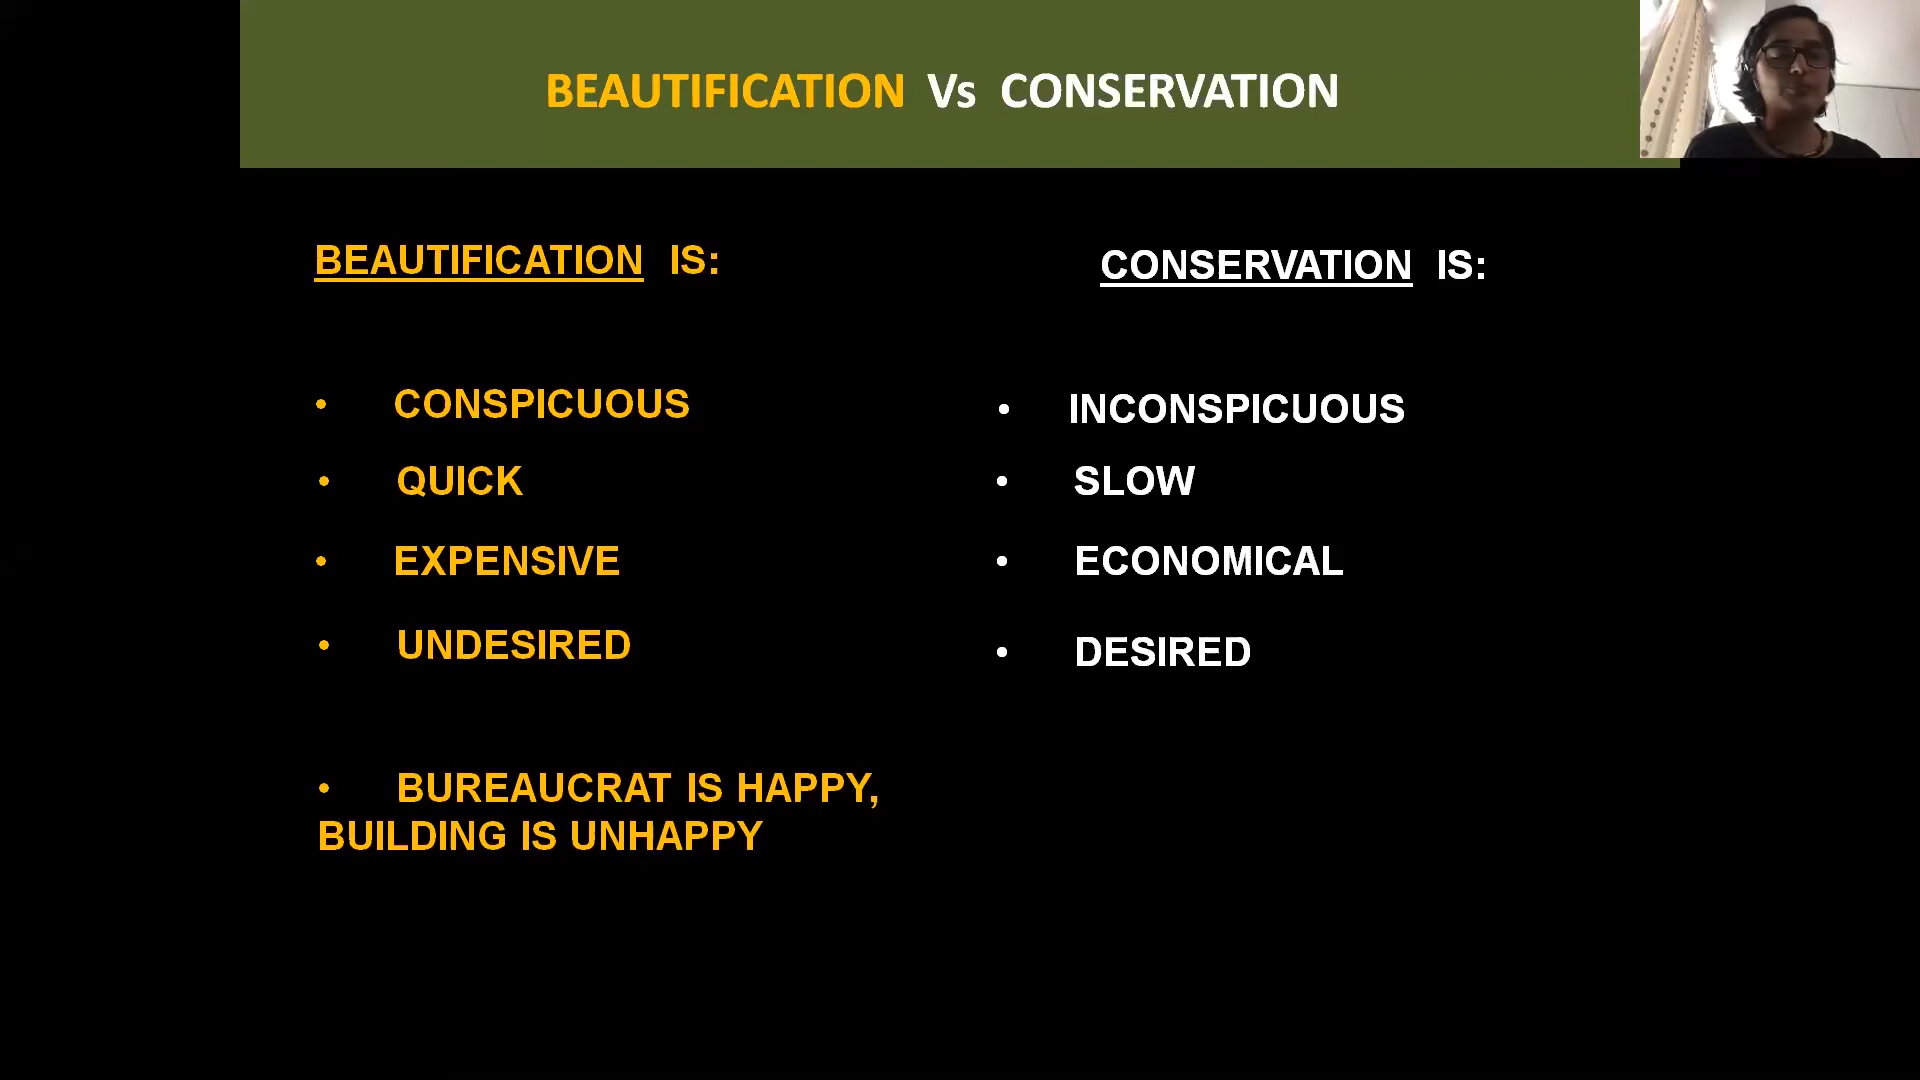 BEAUTIFICATION Vs CONSERVATION
BEAUTIFICATION IS:
• CONSPICUOUS
• QUICK
• EXPENSIVE
• UNDESIRED
• BUREAUCRAT IS HAPPY,
BUILDING IS UNHAPPY
CONSERVATION IS:
• INCONSPICUOUS
• SLOW
• ECONOMICAL
• DESIRED